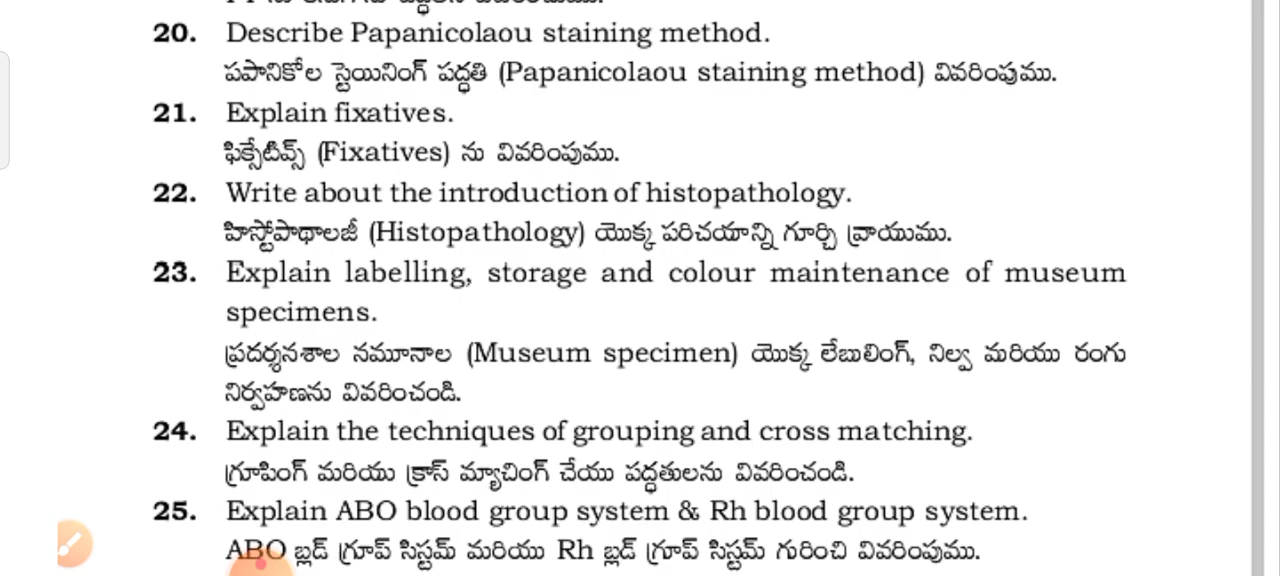 20. Describe Papanicolaou staining method.
పపానికోల స్టెయినింగ్ పద్ధతి (Papanicolaou staining method) వివరింపుము.
21. Explain fixatives.
ఫిక్సేటీవ్స్ (Fixatives) ను వివరింపుము.
22. Write about the introduction of histopathology.
హిస్టోపాథాలజీ (Histopathology) యొక్క పరిచయాన్ని గూర్చి వ్రాయుము.
23. Explain labelling, storage and colour maintenance of museum
specimens.
ప్రదర్శనశాల నమూనాల (Museum specimen) యొక్క లేబులింగ్, నిల్వ మరియు రంగు
నిర్వహణను వివరించండి.
24. Explain the techniques of grouping and cross matching.
గ్రూపింగ్ మరియు క్రాస్ మ్యాచింగ్ చేయు పద్ధతులను వివరించండి.
25. Explain ABO blood group system & Rh blood group system.
ABO బ్లడ్ గ్రూప్ సిస్టమ్ మరియు Rh బ్లడ్ గ్రూప్ సిస్టమ్ గురించి వివరింపుము.